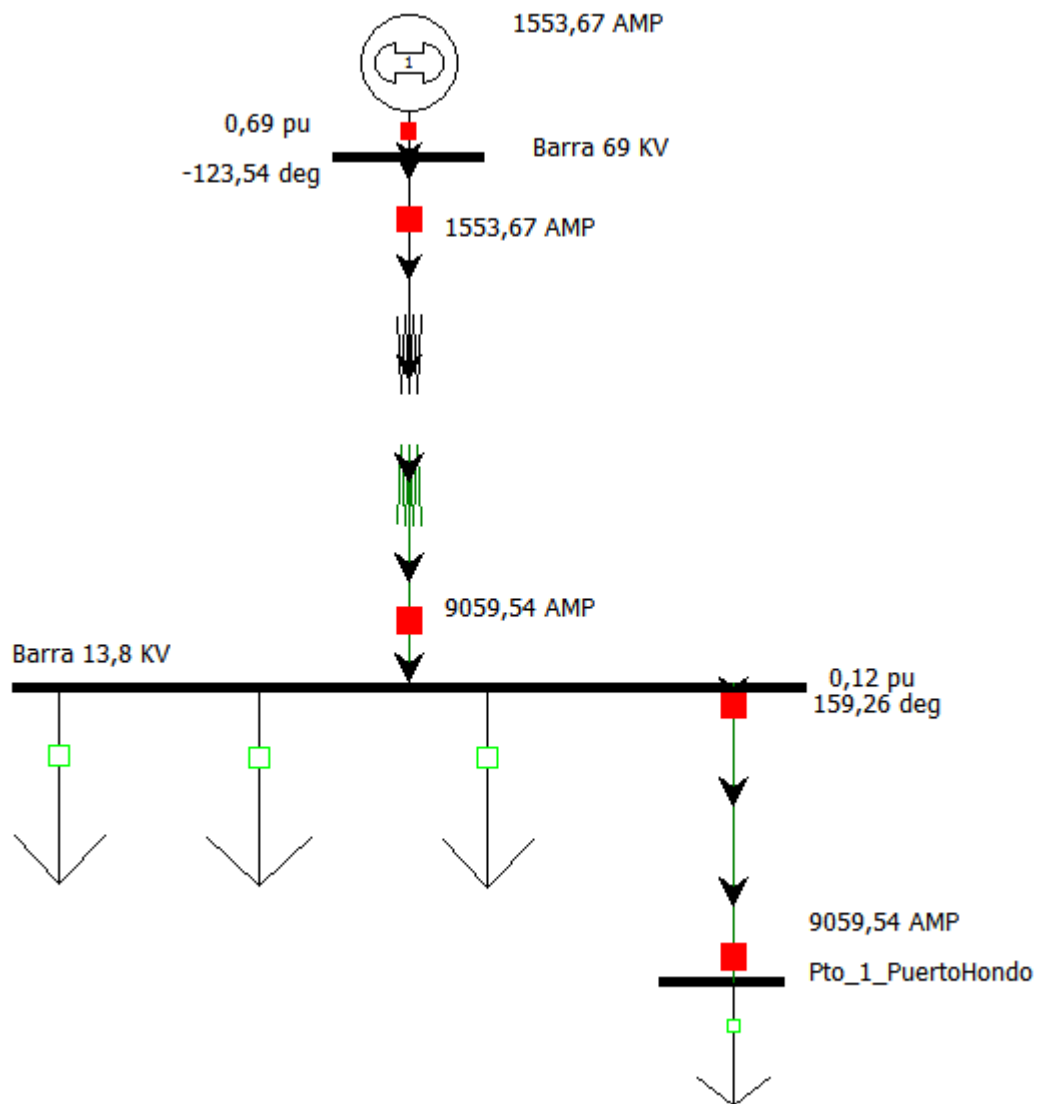 1553,67 AMP
1
0,69 pu
Barra 69 KV
-123,54 deg
1553,67 AMP
9059,54 AMP
Barra 13,8 KV
0,12 pu
159,26 deg
9059,54 AMP
Pto_1_PuertoHondo